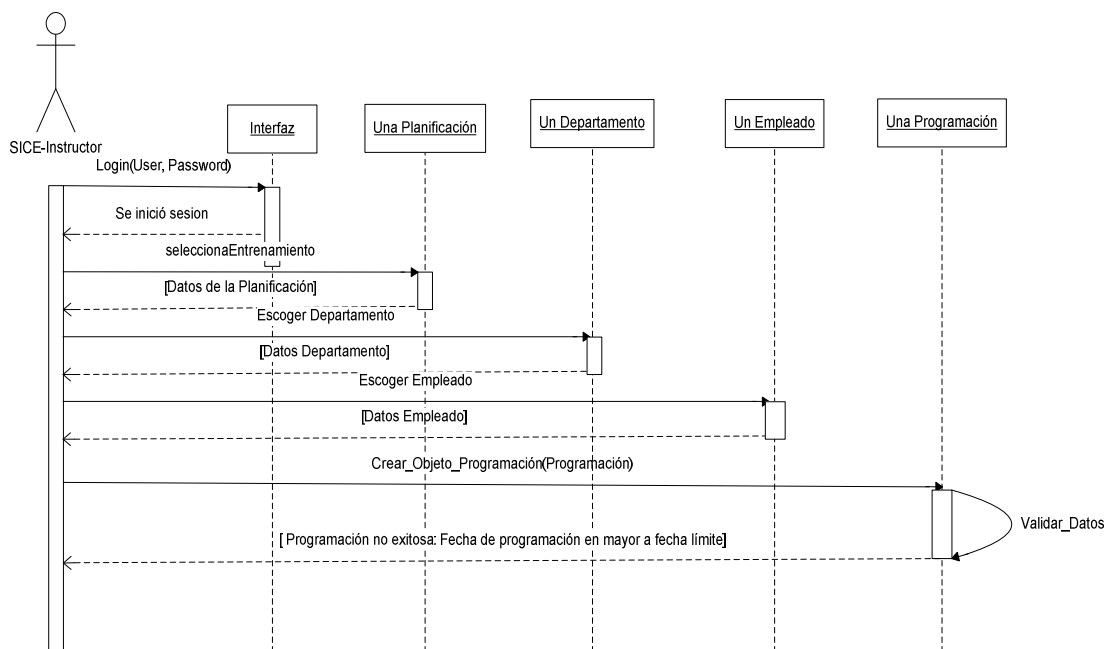 Interfaz
Una Planificación
Un Departamento
Un Empleado
Una Programación
SICE-Instructor
Login(User, Password)
Se inició sesion
seleccionaEntrenamiento
[Datos de la Planificación]
Escoger Departamento
[Datos Departamento]
Escoger Empleado
[Datos Empleado]
Crear_Objeto_Programación(Programación)
Validar_Datos
[ Programación no exitosa: Fecha de programación en mayor a fecha límite]